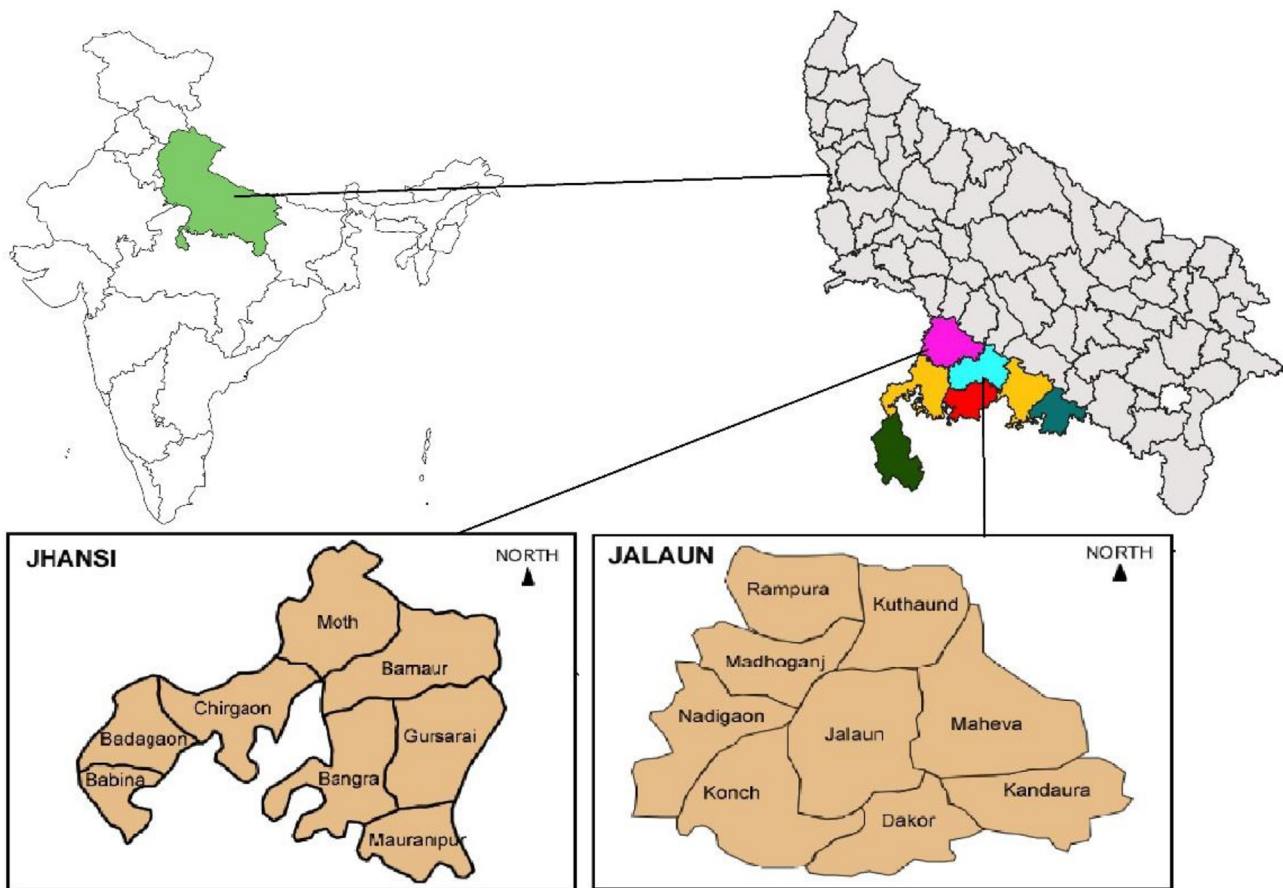 JHANSI
NORTH
Moth
Bamaur
Chirgaon
Gursarai
Badagaon
Babina
Bangra
Mauranipur
JALAUN
NORTH
Rampura
Kuthaund
Madhoganj
Nadigaon
Jalaun
Maheva
Konch
Kandaura
Dakor